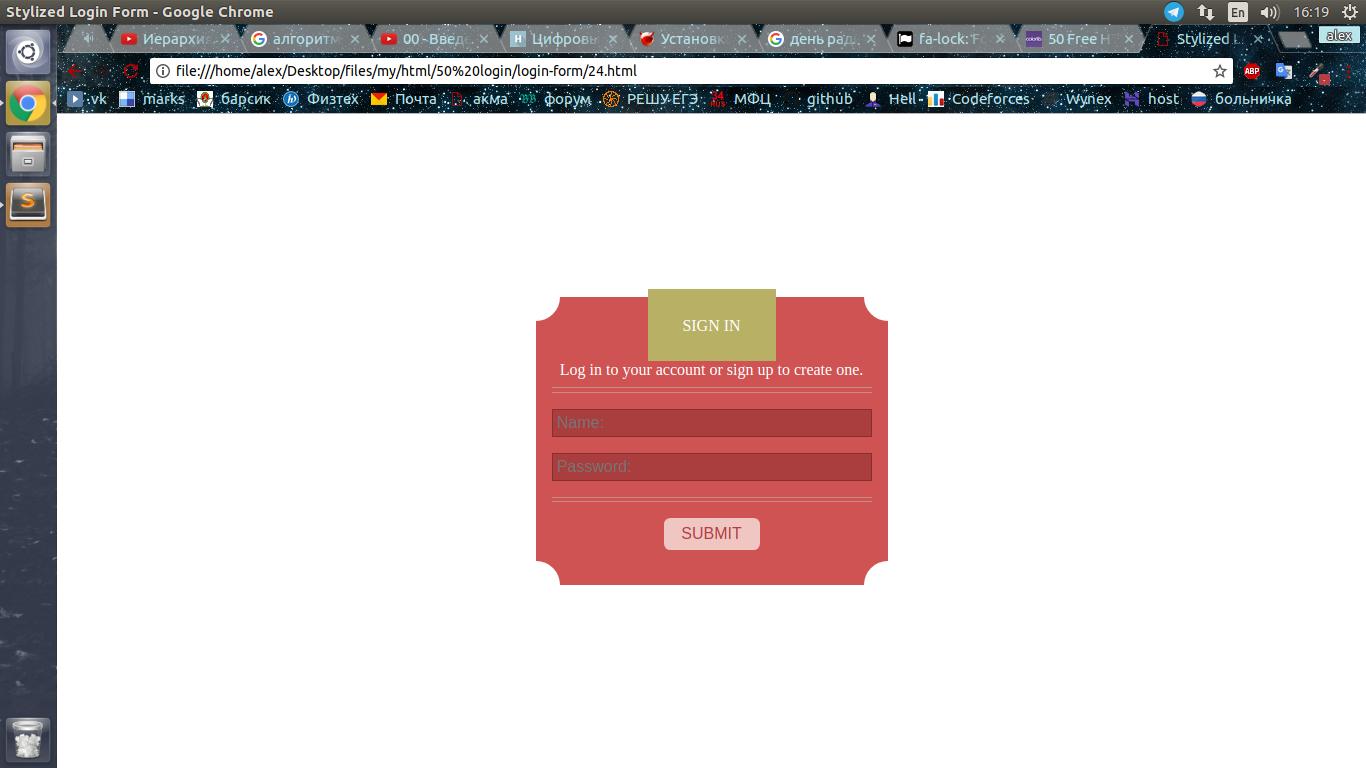 Stylized Login Form - Google Chrome
En
16:19
Иерархия
алгоритм
00 - Введ
Цифровы
Установк
день рад
fa-lock: Fo
50 Free H
Stylized L
alex
file:///home/alex/Desktop/files/my/html/50%20login/login-form/24.html
ABP
vk
marks
барсик
Физтех
Почта
акма
форум
РЕШУ ЕГЭ
МФЦ
github
Hell
Codeforces
Wynex
host
больничка
SIGN IN
Log in to your account or sign up to create one.
Name:
Password:
SUBMIT